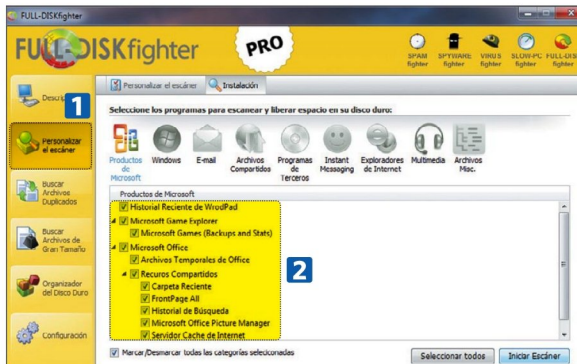 FULL-DISKfighter
FULL-DISKfighter
PRO
SPAM fighter
SPYWARE fighter
VIRUS fighter
SLOW-PC fighter
FULL-DIS fighter
Personalizar el escáner
Instalación
1
Personalizar
el escáner
Buscar
Archivos
Duplicados
Buscar
Archivos de
Gran Tamaño
Organizador
del Disco Duro
Configuración
Seleccione los programas para escanear y liberar espacio en su disco duro:
Productos
de
Microsoft
Windows
E-mail
Archivos
Compartidos
Programas
de
Terceros
Instant
Messaging
Exploradores
de Internet
Multimedia
Archivos
Misc.
Productos de Microsoft
Historial Reciente de WrodPad
Microsoft Game Explorer
Microsoft Games (Backups and Stats)
Microsoft Office
Archivos Temporales de Office
Recuros Compartidos
Carpeta Reciente
FrontPage All
Historial de Búsqueda
Microsoft Office Picture Manager
Servidor Cache de Internet
2
Marcar/Desmarcar todas las categorías seleccionadas
Seleccionar todos
Iniciar Escáner